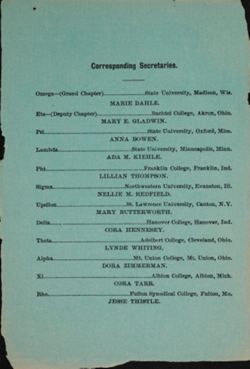 Corresponding Secretaries.
Omega—(Grand Chapter)....................State University, Madison, Wis.
MARIE DAHLE.
Eta—(Deputy Chapter)....................Buchtel College, Akron, Ohio.
MARY E. GLADWIN.
Psi....................State University, Oxford, Miss.
ANNA BOWEN.
Lambda....................State University, Minneapolis, Minn.
ADA M. KIEHLE.
Phi....................Franklin College, Franklin, Ind.
LILLIAN THOMPSON.
Sigma....................Northwestern University, Evanston, Ill.
NELLIE M. REDFIELD.
Upsilon....................St. Lawrence University, Canton, N.Y.
MARY BUTTERWORTH.
Delta....................Hanover College, Hanover, Ind.
CORA HENNESSY.
Theta....................Adelbert College, Cleveland, Ohio.
LYNDE WHITING.
Alpha....................Mt. Union College, Mt. Union, Ohio.
DORA ZIMMERMAN.
Xi....................Albion College, Albion, Mich.
CORA TARR.
Rho....................Fulton Synodical College, Fulton, Mo.
JESSE THISTLE.